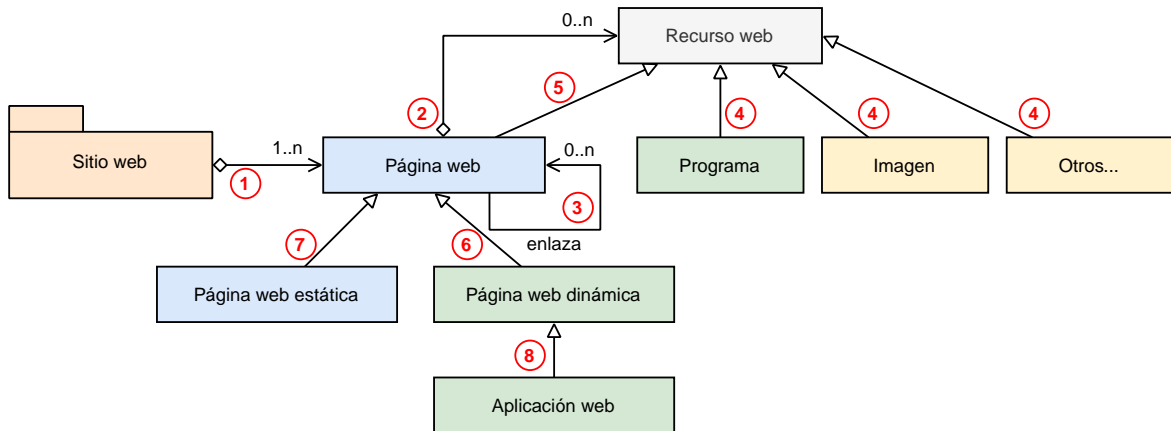 0..n
Recurso web
5
2
4
4
4
Sitio web
1..n
Página web
0..n
Programa
Imagen
Otros...
1
3
7
6
enlaza
Página web estática
Página web dinámica
8
Aplicación web